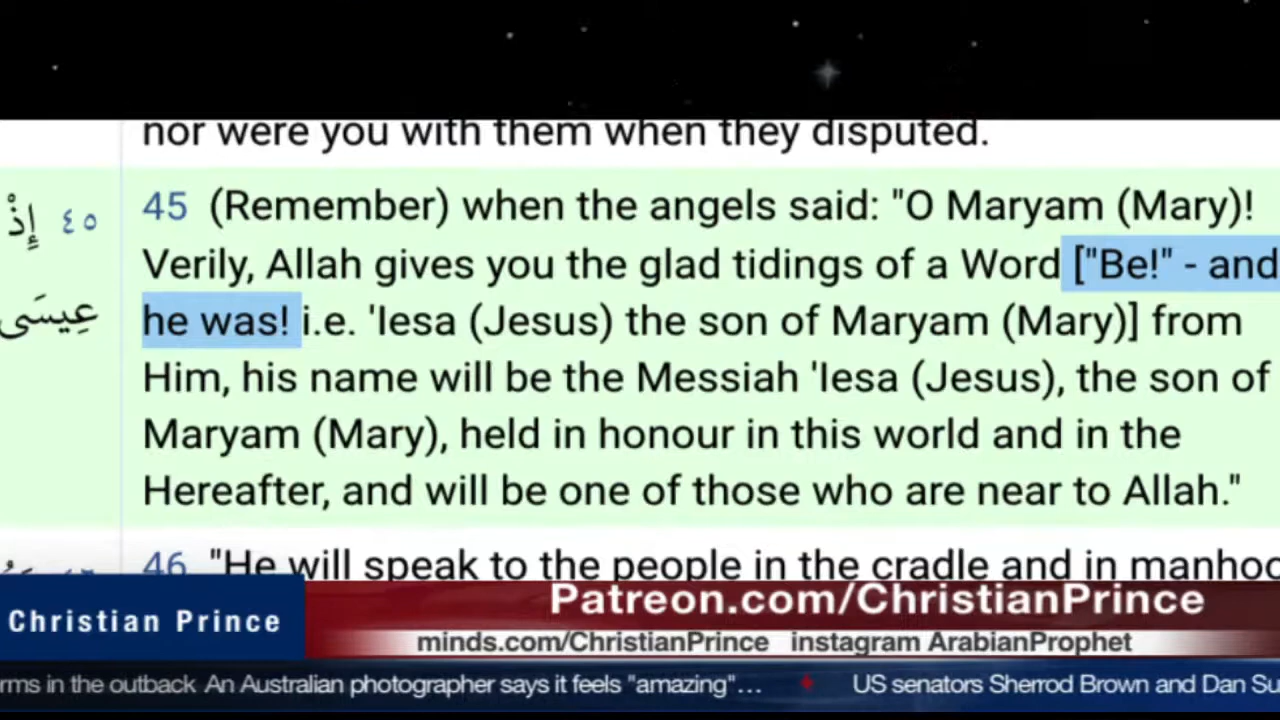 nor were you with them when they disputed.
٤٥ إِذْ
45 (Remember) when the angels said: "O Maryam (Mary)!
Verily, Allah gives you the glad tidings of a Word ["Be!" - and
عِيسَى
he was! i.e. 'Iesa (Jesus) the son of Maryam (Mary)] from
Him, his name will be the Messiah 'Iesa (Jesus), the son of
Maryam (Mary), held in honour in this world and in the
Hereafter, and will be one of those who are near to Allah."
46 "He will speak to the people in the cradle and in manhoo
Patreon.com/ChristianPrince
Christian Prince
minds.com/ChristianPrince instagram ArabianProphet
rms in the outback An Australian photographer says it feels "amazing"... US senators Sherrod Brown and Dan Su